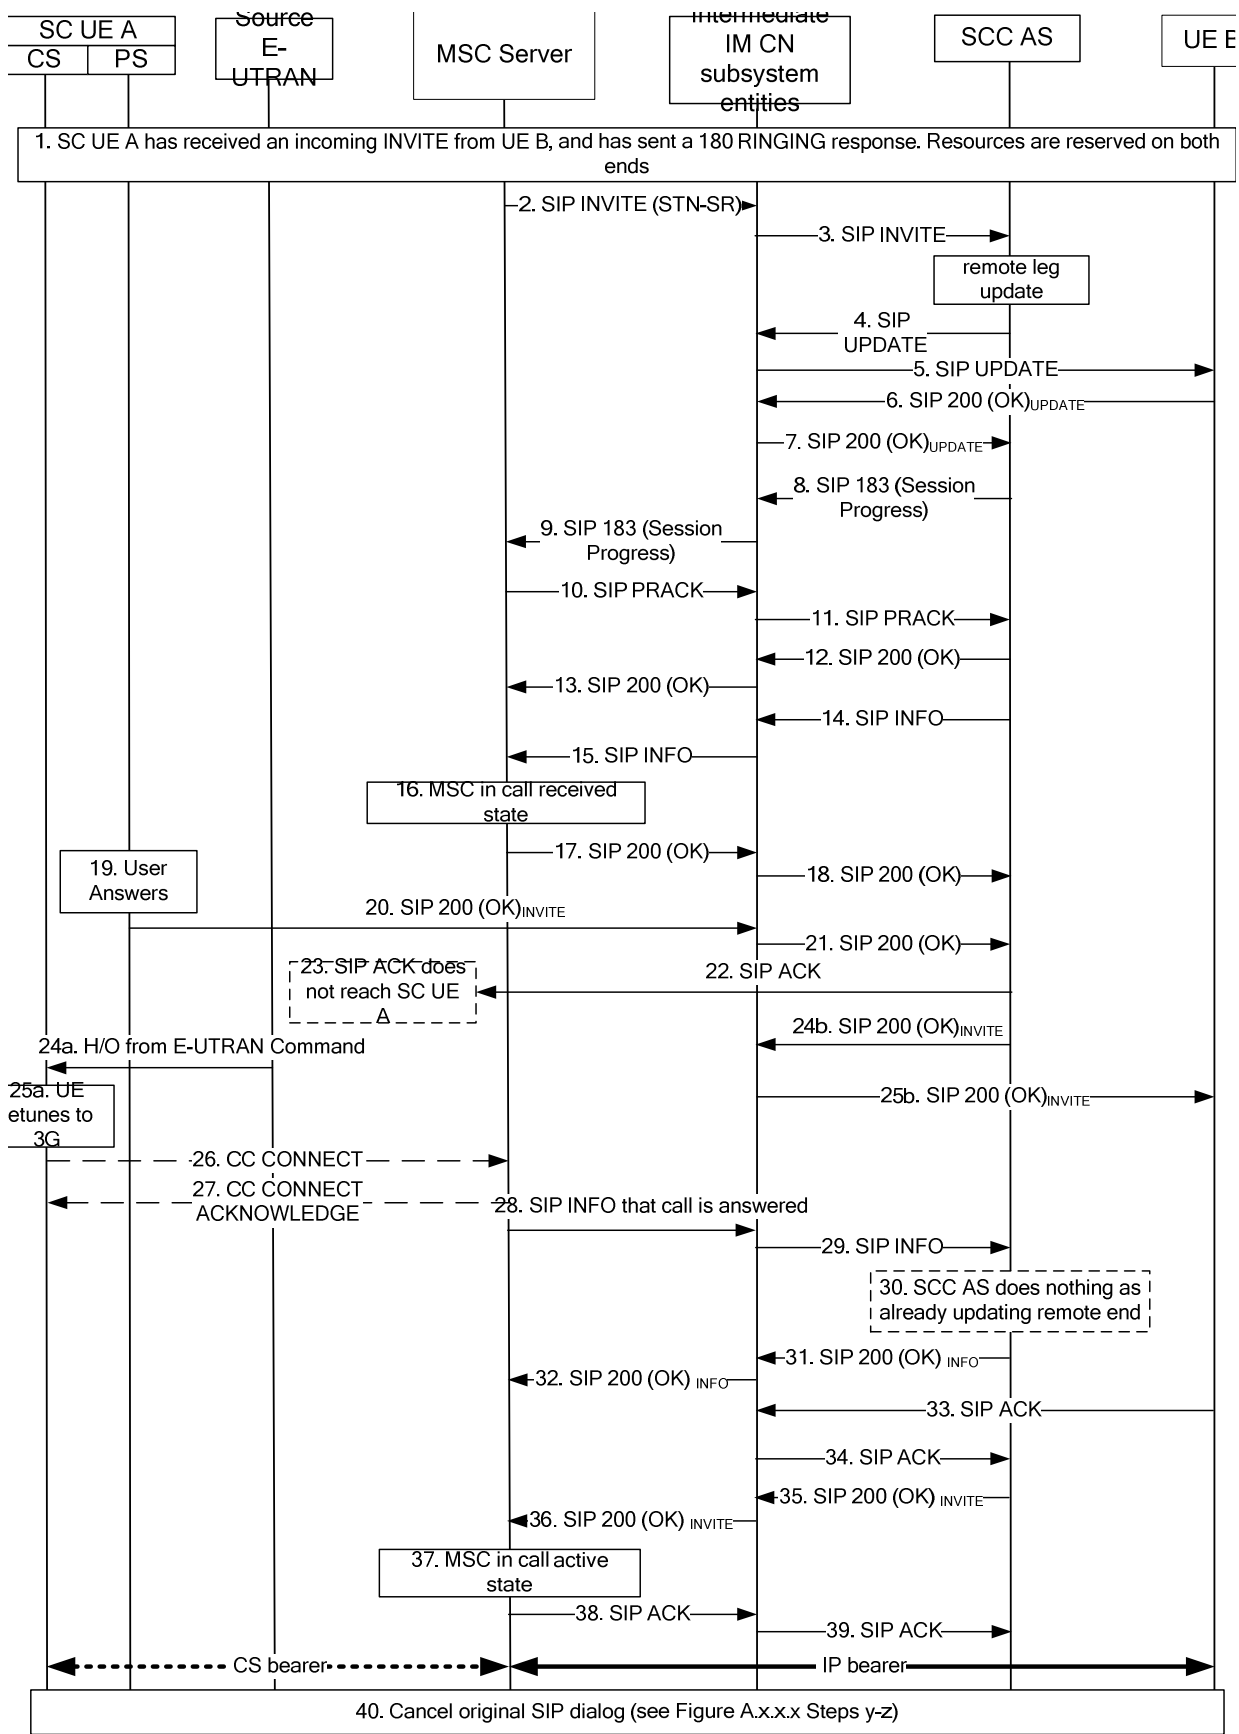 SC UE A
CS
PS
Source
E-
UTRAN
MSC Server
Intermediate
IM CN
subsystem
entities
SCC AS
UE B
1. SC UE A has received an incoming INVITE from UE B, and has sent a 180 RINGING response. Resources are reserved on both
ends
2. SIP INVITE (STN-SR)
3. SIP INVITE
remote leg
update
4. SIP
UPDATE
5. SIP UPDATE
6. SIP 200 (OK)UPDATE
7. SIP 200 (OK)UPDATE
8. SIP 183 (Session
Progress)
9. SIP 183 (Session
Progress)
10. SIP PRACK
11. SIP PRACK
12. SIP 200 (OK)
13. SIP 200 (OK)
14. SIP INFO
15. SIP INFO
16. MSC in call received
state
17. SIP 200 (OK)
18. SIP 200 (OK)
19. User
Answers
20. SIP 200 (OK)INVITE
21. SIP 200 (OK)
22. SIP ACK
23. SIP ACK does
not reach SC UE
A
24b. SIP 200 (OK)INVITE
24a. H/O from E-UTRAN Command
25a. UE
etunes to
3G
25b. SIP 200 (OK)INVITE
26. CC CONNECT
27. CC CONNECT
ACKNOWLEDGE
28. SIP INFO that call is answered
29. SIP INFO
30. SCC AS does nothing as
already updating remote end
31. SIP 200 (OK) INFO
32. SIP 200 (OK) INFO
33. SIP ACK
34. SIP ACK
35. SIP 200 (OK) INVITE
36. SIP 200 (OK) INVITE
37. MSC in call active
state
38. SIP ACK
39. SIP ACK
CS bearer
IP bearer
40. Cancel original SIP dialog (see Figure A.x.x.x Steps y-z)